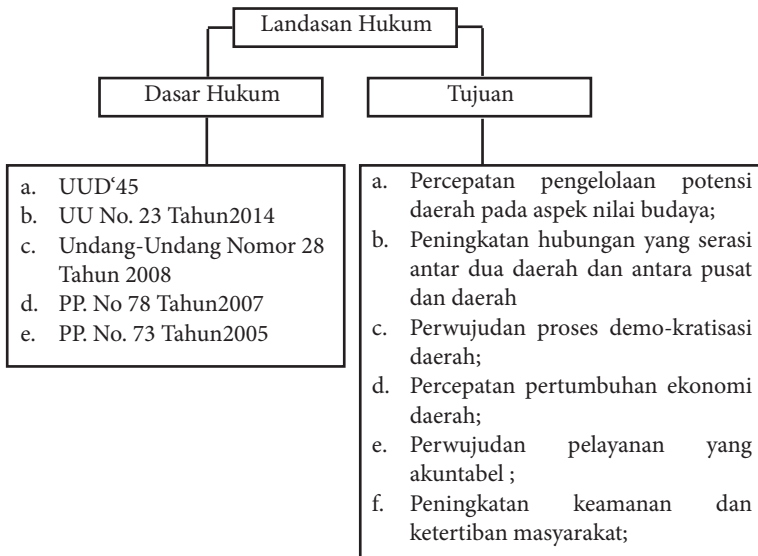 Landasan Hukum
Dasar Hukum
Tujuan
a. UUD‘45
b. UU No. 23 Tahun2014
c. Undang-Undang Nomor 28
Tahun 2008
d. PP. No 78 Tahun2007
e. PP. No. 73 Tahun2005
a. Percepatan pengelolaan potensi
daerah pada aspek nilai budaya;
b. Peningkatan hubungan yang serasi
antar dua daerah dan antara pusat
dan daerah
c. Perwujudan proses demo-kratisasi
daerah;
d. Percepatan pertumbuhan ekonomi
daerah;
e. Perwujudan pelayanan yang
akuntabel ;
f. Peningkatan keamanan dan
ketertiban masyarakat;